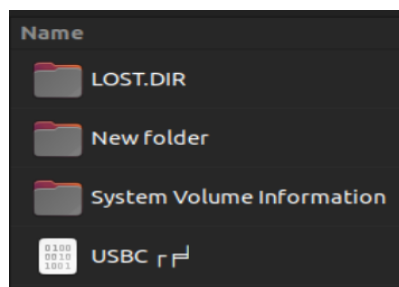 Name
LOST.DIR
New folder
System Volume Information
USBC ┌╝